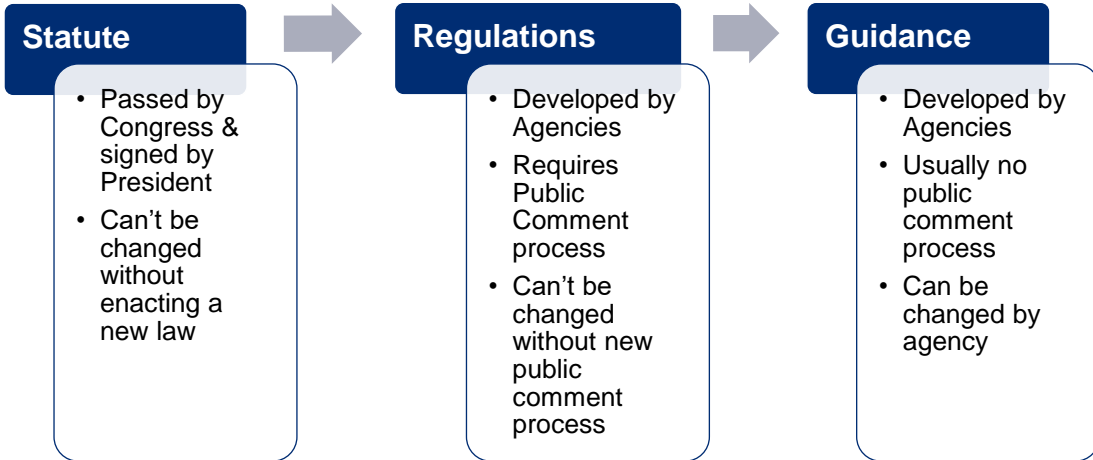 Statute
• Passed by
Congress &
signed by
President
• Can’t be
changed
without
enacting a
new law
Regulations
• Developed by
Agencies
• Requires
Public
Comment
process
• Can’t be
changed
without new
public
comment
process
Guidance
• Developed by
Agencies
• Usually no
public
comment
process
• Can be
changed by
agency